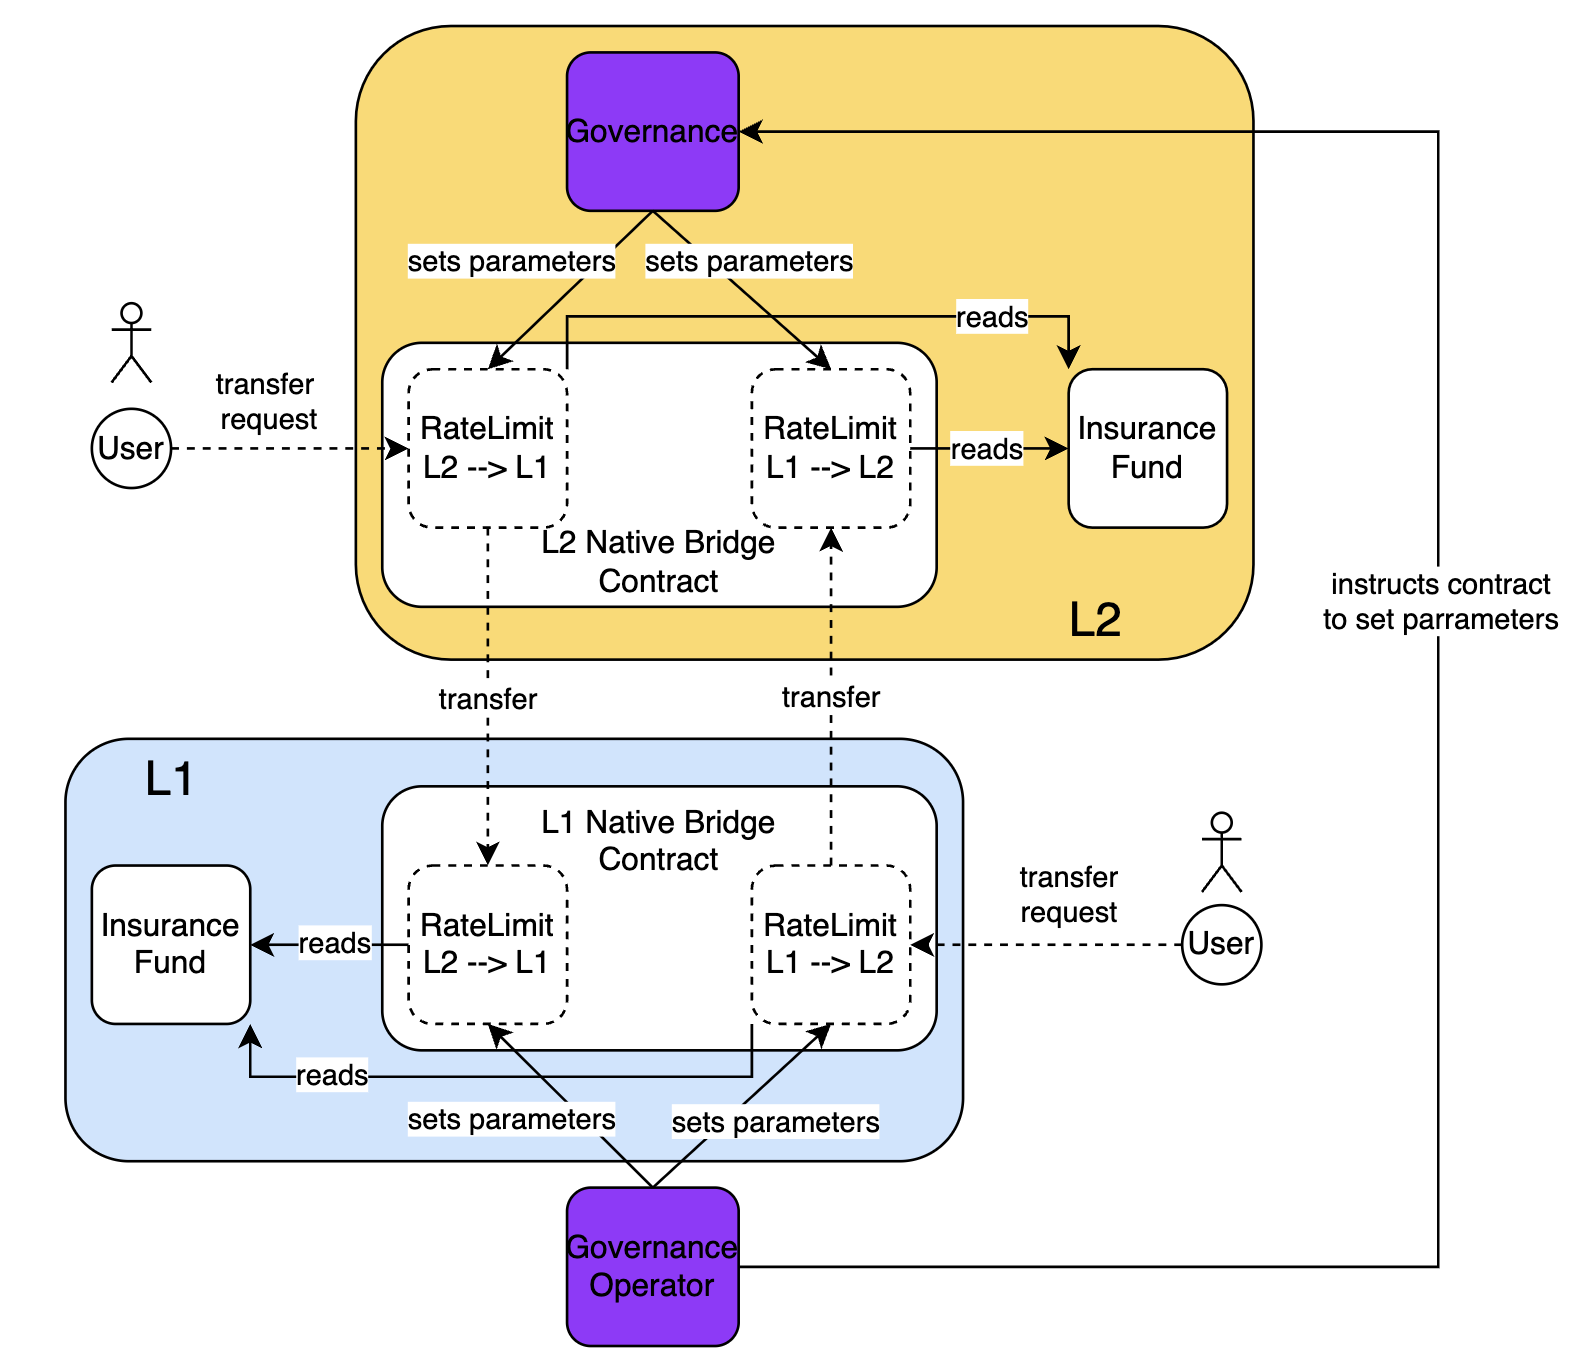 Governance
sets parameters
sets parameters
reads
transfer
request
User
RateLimit
L2 --> L1
RateLimit
L1 --> L2
reads
Insurance
Fund
L2 Native Bridge
Contract
L2
instructs contract
to set parrameters
transfer
transfer
L1
L1 Native Bridge
Contract
Insurance
Fund
reads
RateLimit
L2 --> L1
RateLimit
L1 --> L2
transfer
request
User
reads
sets parameters
sets parameters
Governance
Operator